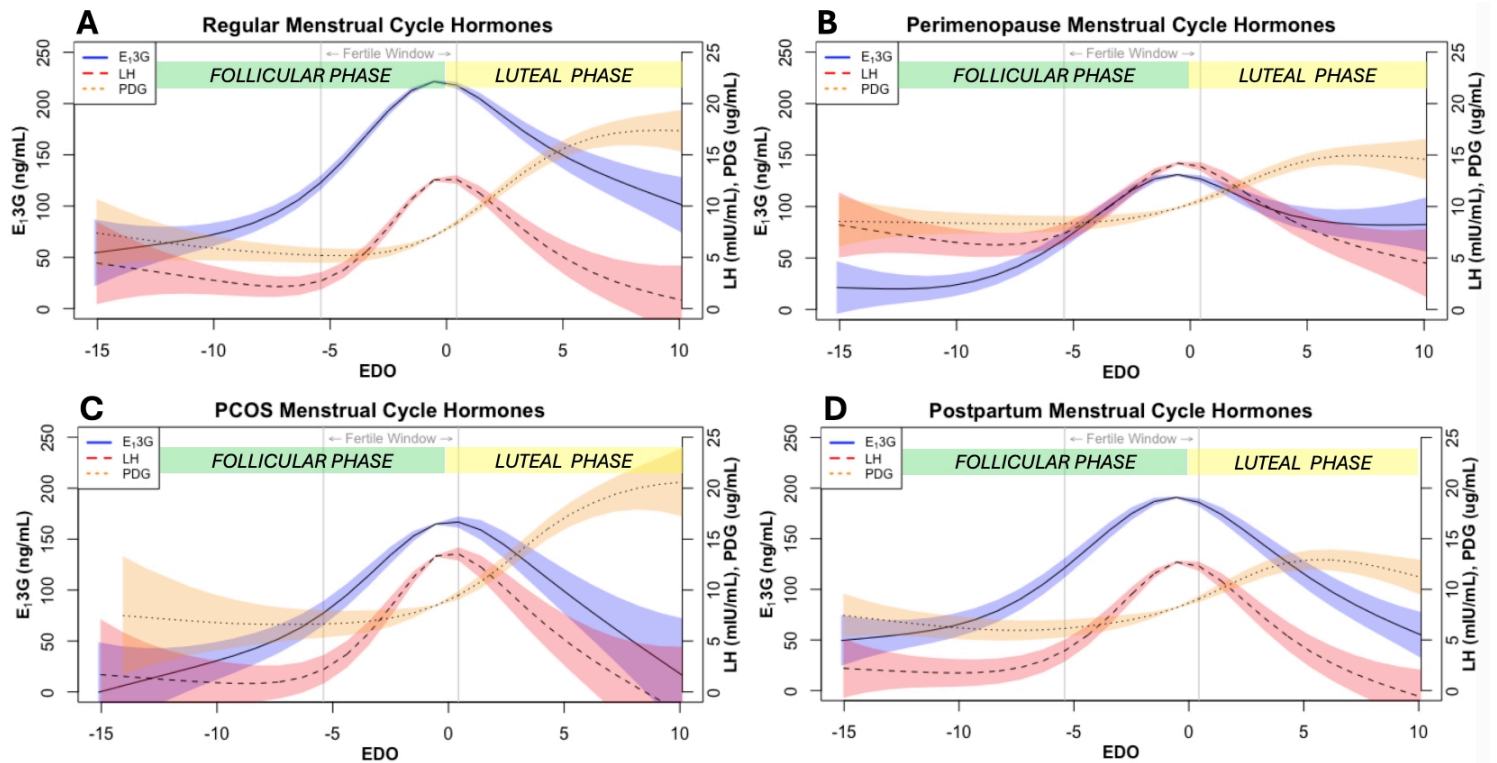 A
Regular Menstrual Cycle Hormones
E₁3G
LH
PDG
← Fertile Window →
FOLLICULAR PHASE
LUTEAL PHASE
250
200
150
100
50
0
E₁3G (ng/mL)
25
20
15
10
5
0
LH (mIU/mL), PDG (ug/mL)
-15 -10 -5 0 5 10
EDO
B
Perimenopause Menstrual Cycle Hormones
E₁3G
LH
PDG
← Fertile Window →
FOLLICULAR PHASE
LUTEAL PHASE
250
200
150
100
50
0
E₁3G (ng/mL)
25
20
15
10
5
0
LH (mIU/mL), PDG (ug/mL)
-15 -10 -5 0 5 10
EDO
C
PCOS Menstrual Cycle Hormones
E₁3G
LH
PDG
← Fertile Window →
FOLLICULAR PHASE
LUTEAL PHASE
250
200
150
100
50
0
E₁3G (ng/mL)
25
20
15
10
5
0
LH (mIU/mL), PDG (ug/mL)
-15 -10 -5 0 5 10
EDO
D
Postpartum Menstrual Cycle Hormones
E₁3G
LH
PDG
← Fertile Window →
FOLLICULAR PHASE
LUTEAL PHASE
250
200
150
100
50
0
E₁3G (ng/mL)
25
20
15
10
5
0
LH (mIU/mL), PDG (ug/mL)
-15 -10 -5 0 5 10
EDO